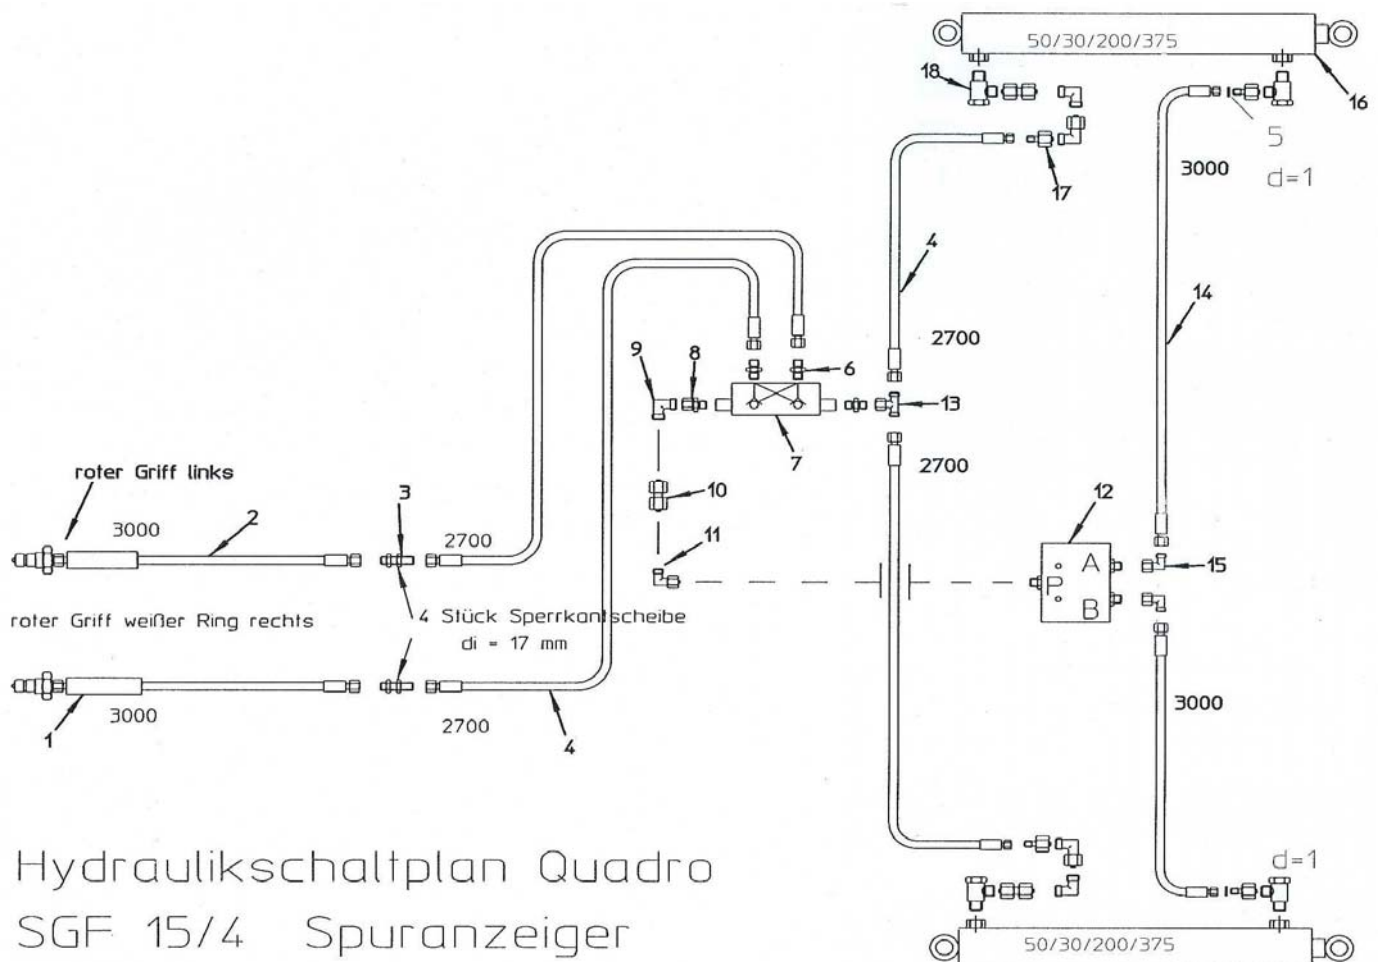 50/30/200/375
18
16
5
d=1
17
3000
4
14
2700
9
8
6
13
7
2700
roter Griff links
3
10
12
3000
2
2700
11
A
P
15
B
roter Griff weißer Ring rechts
4 Stück Sperrkantscheibe
di = 17 mm
3000
1
3000
2700
4
Hydraulikschaltplan Quadro
d=1
SGF 15/4 Spuranzeiger
50/30/200/375